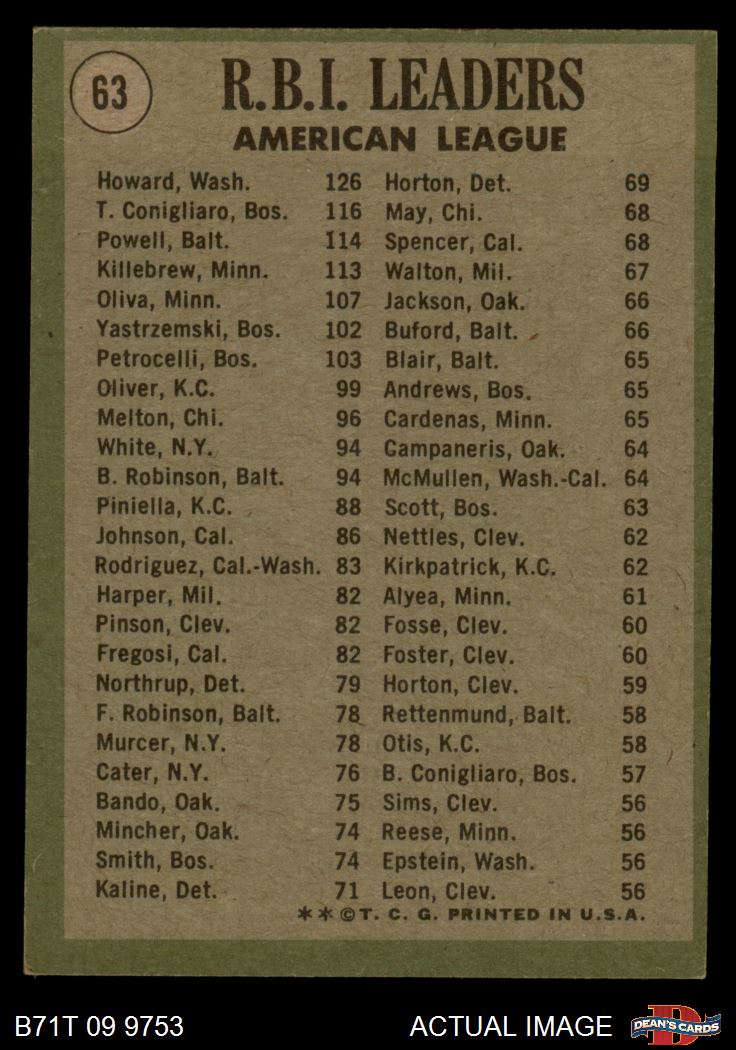 63
R.B.I. LEADERS
AMERICAN LEAGUE
Howard, Wash. 126
T. Conigliaro, Bos. 116
Powell, Balt. 114
Killebrew, Minn. 113
Oliva, Minn. 107
Yastrzemski, Bos. 102
Petrocelli, Bos. 103
Oliver, K.C. 99
Melton, Chi. 96
White, N.Y. 94
B. Robinson, Balt. 94
Piniella, K.C. 88
Johnson, Cal. 86
Rodriguez, Cal.-Wash. 83
Harper, Mil. 82
Pinson, Clev. 82
Fregosi, Cal. 82
Northrup, Det. 79
F. Robinson, Balt. 78
Murcer, N.Y. 78
Cater, N.Y. 76
Bando, Oak. 75
Mincher, Oak. 74
Smith, Bos. 74
Kaline, Det. 71
Horton, Det. 69
May, Chi. 68
Spencer, Cal. 68
Walton, Mil. 67
Jackson, Oak. 66
Buford, Balt. 66
Blair, Balt. 65
Andrews, Bos. 65
Cardenas, Minn. 65
Campaneris, Oak. 64
McMullen, Wash.-Cal. 64
Scott, Bos. 63
Nettles, Clev. 62
Kirkpatrick, K.C. 62
Alyea, Minn. 61
Fosse, Clev. 60
Foster, Clev. 60
Horton, Clev. 59
Rettenmund, Balt. 58
Otis, K.C. 58
B. Conigliaro, Bos. 57
Sims, Clev. 56
Reese, Minn. 56
Epstein, Wash. 56
Leon, Clev. 56
**©T. C. G. PRINTED IN U.S.A.
B71T 09 9753
ACTUAL IMAGE
D
DEAN'S CARDS